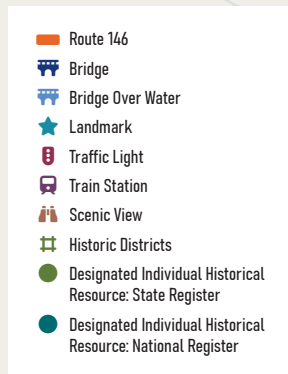 Route 146
Bridge
Bridge Over Water
Landmark
Traffic Light
Train Station
Scenic View
Historic Districts
Designated Individual Historical
Resource: State Register
Designated Individual Historical
Resource: National Register